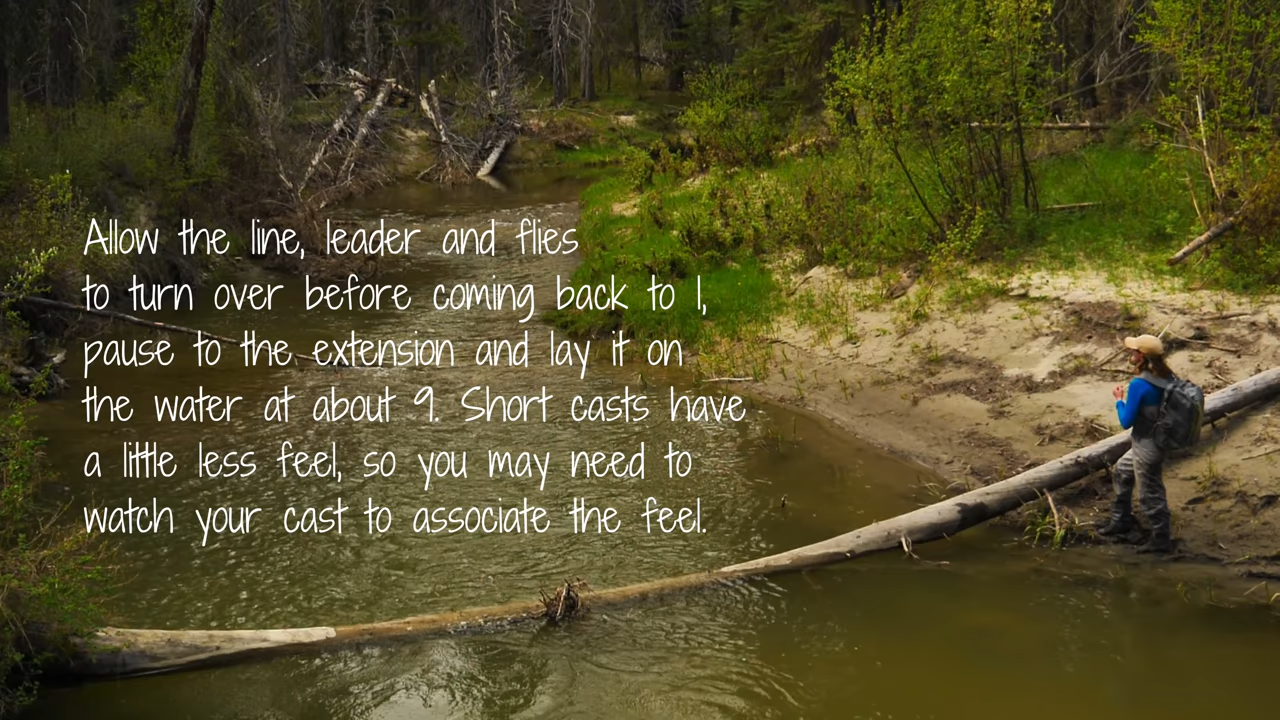 Allow the line, leader and flies
to turn over before coming back to 1,
pause to the extension and lay it on
the water at about 9. Short casts have
a little less feel, so you may need to
watch your cast to associate the feel.